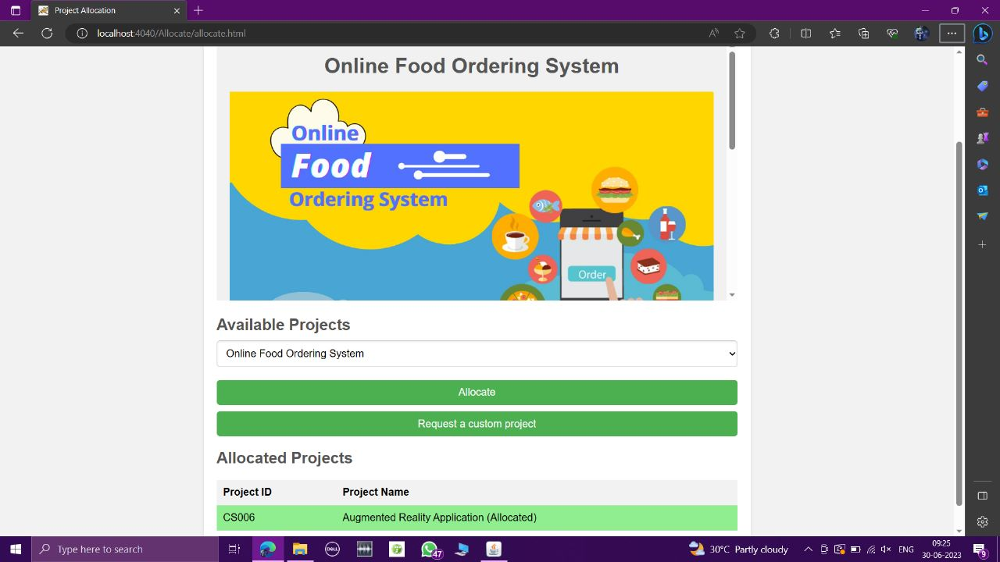 Project Allocation
localhost:4040/Allocate/allocate.html
Online Food Ordering System
Online
Food
Ordering System
Order
Available Projects
Online Food Ordering System
Allocate
Request a custom project
Allocated Projects
Project ID Project Name
CS006 Augmented Reality Application (Allocated)
Type here to search
DELL
47
30°C Partly cloudy
ENG
09:25
30-06-2023
9